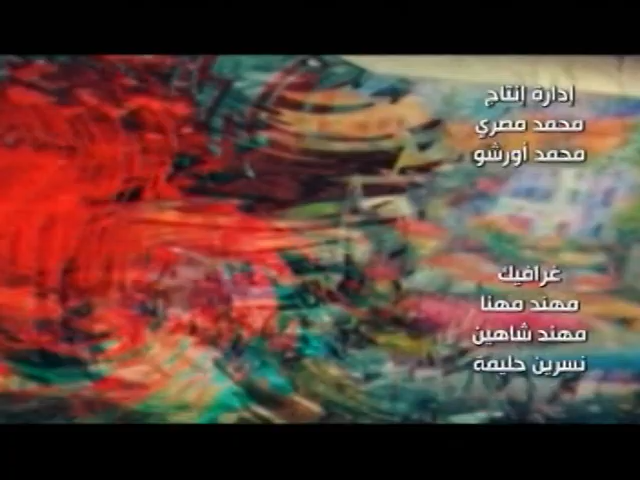 إدارة إنتاج
محمد مصري
محمد أورشو
غرافيك
مهند مهنا
مهند شاهين
نسرين حليمة